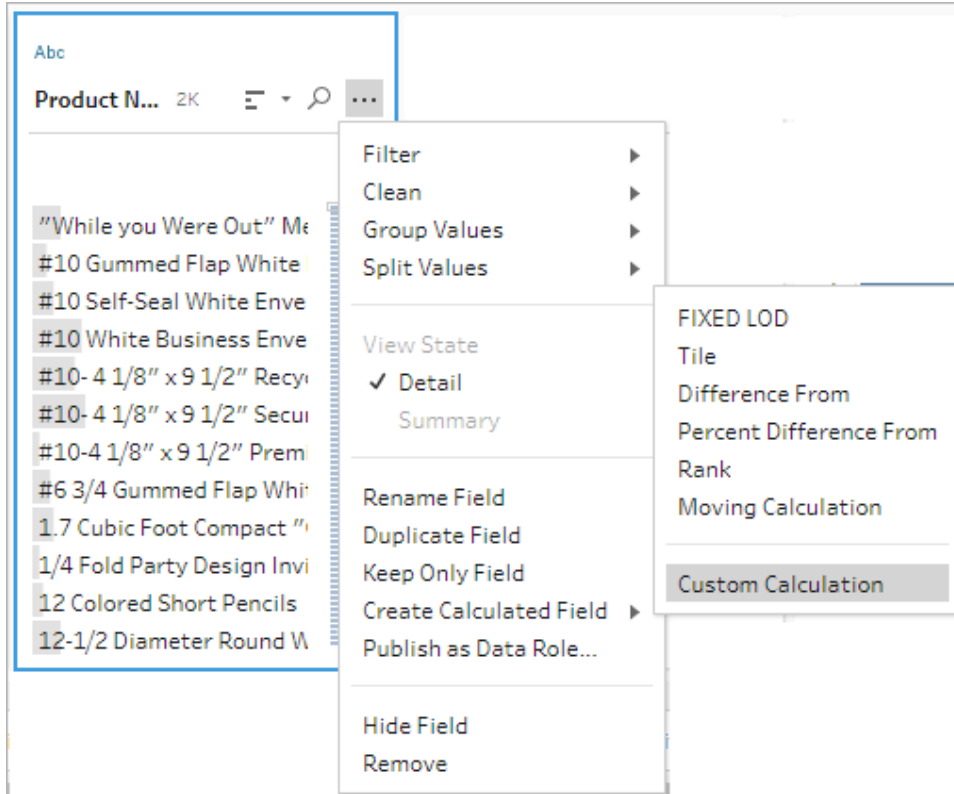 Abc
Product N... 2K
"While you Were Out" Me
#10 Gummed Flap White
#10 Self-Seal White Enve
#10 White Business Enve
#10- 4 1/8" x 9 1/2" Recy
#10- 4 1/8" x 9 1/2" Secur
#10-4 1/8" x 9 1/2" Premi
#6 3/4 Gummed Flap Whit
1.7 Cubic Foot Compact "
1/4 Fold Party Design Invi
12 Colored Short Pencils
12-1/2 Diameter Round W
Filter
Clean
Group Values
Split Values
View State
✓ Detail
Summary
Rename Field
Duplicate Field
Keep Only Field
Create Calculated Field
Publish as Data Role...
Hide Field
Remove
FIXED LOD
Tile
Difference From
Percent Difference From
Rank
Moving Calculation
Custom Calculation